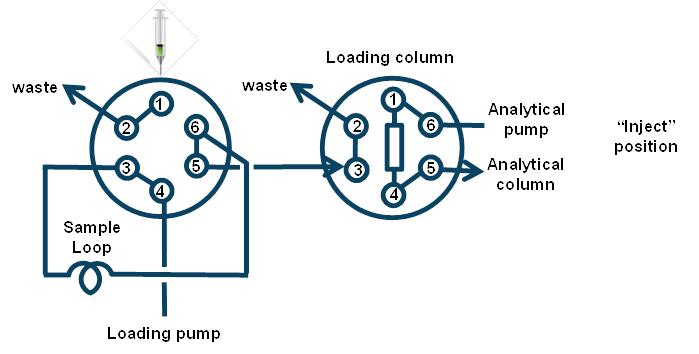 Loading column
waste
1
2
6
3
5
4
Sample
Loop
Loading pump
waste
1
2
6
3
5
4
Analytical
pump
Analytical
column
“Inject”
position